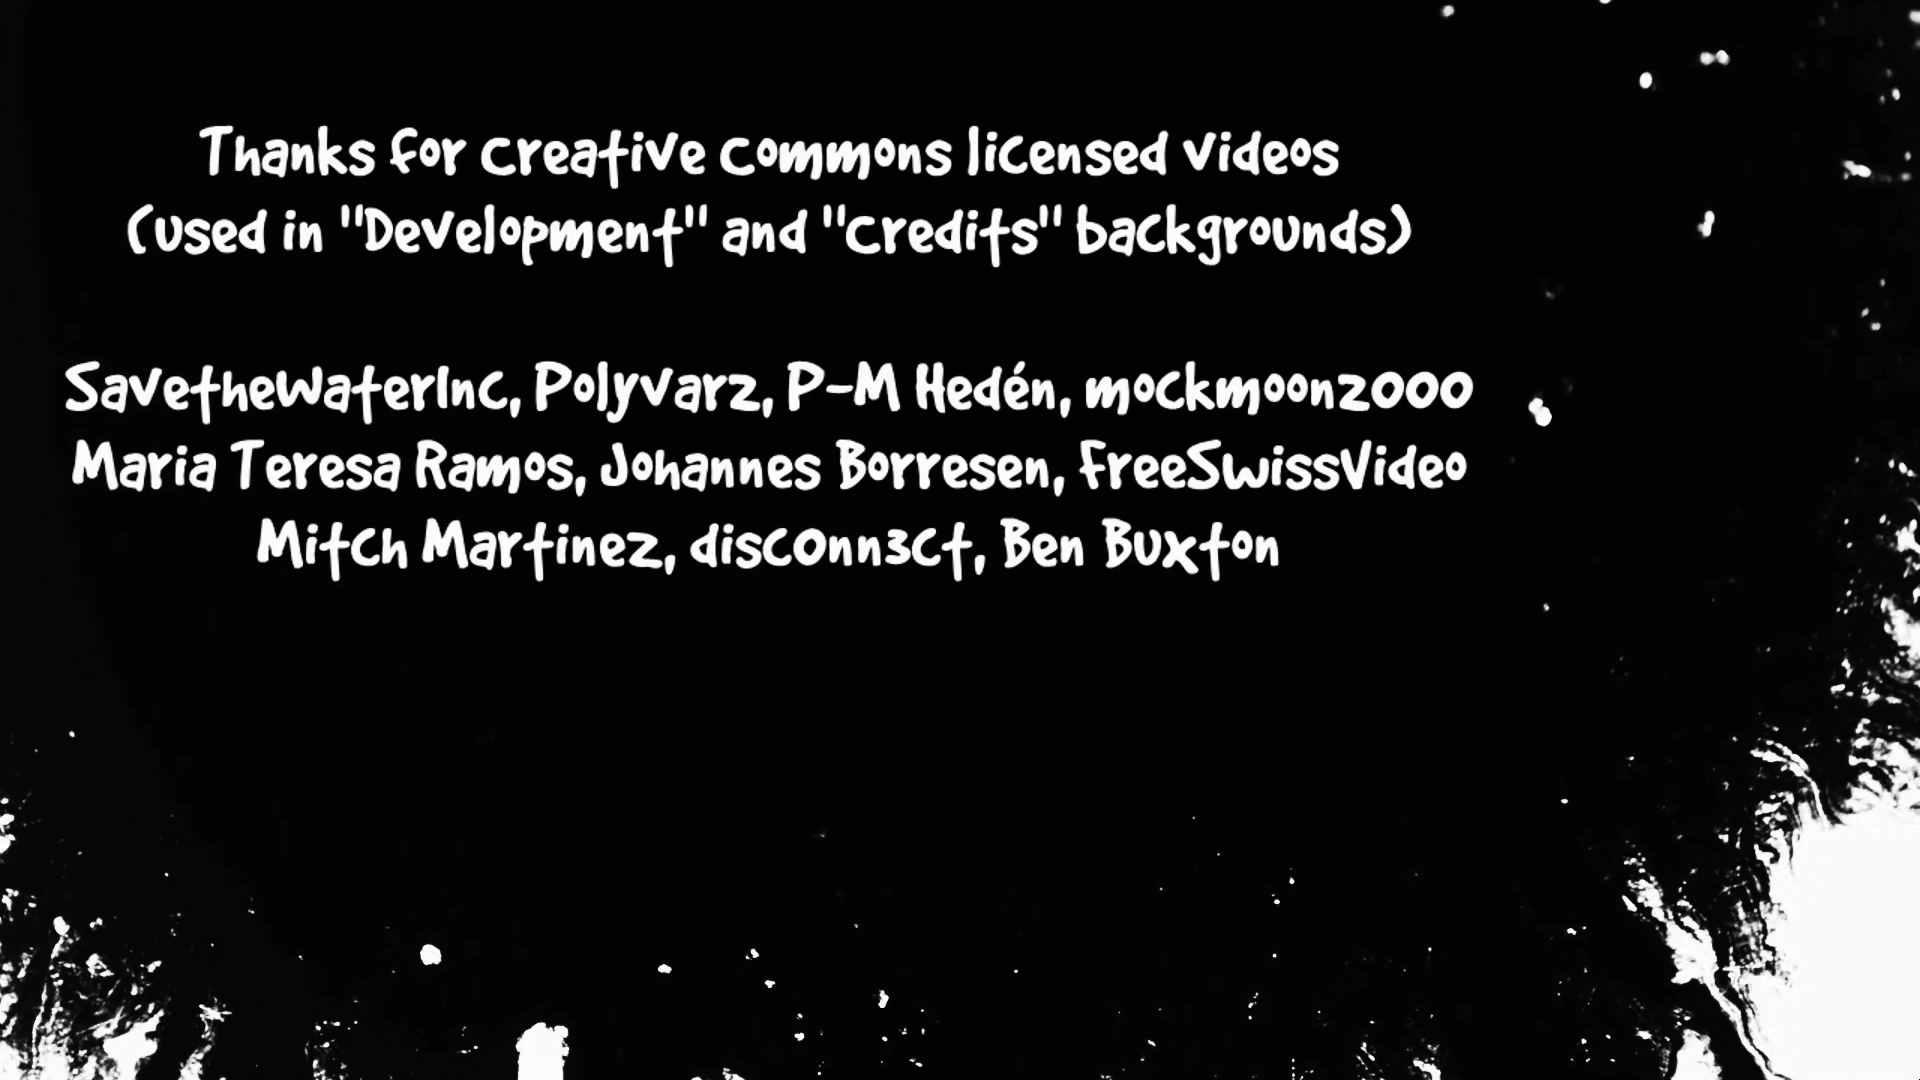 Thanks for creative commons licensed videos
(used in "Development" and "credits" backgrounds)
SavetheWaterInc, Polyvarz, P-M Hedén, mockmoon2000
Maria Teresa Ramos, Johannes Borresen, FreeSwissVideo
Mitch Martinez, disc0nn3ct, Ben Buxton